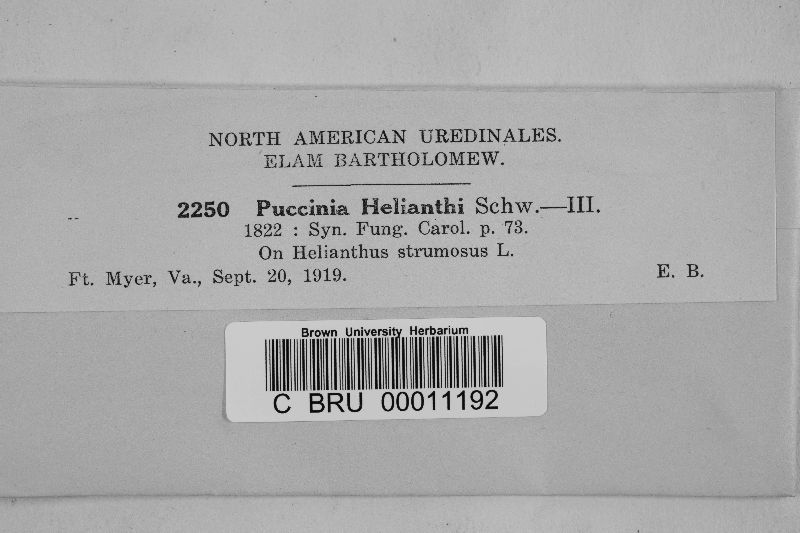 NORTH AMERICAN UREDINALES.
ELAM BARTHOLOMEW.
2250 Puccinia Helianthi Schw.—III.
1822 : Syn. Fung. Carol. p. 73.
On Helianthus strumosus L.
Ft. Myer, Va., Sept. 20, 1919. E. B.
Brown University Herbarium
C BRU 00011192